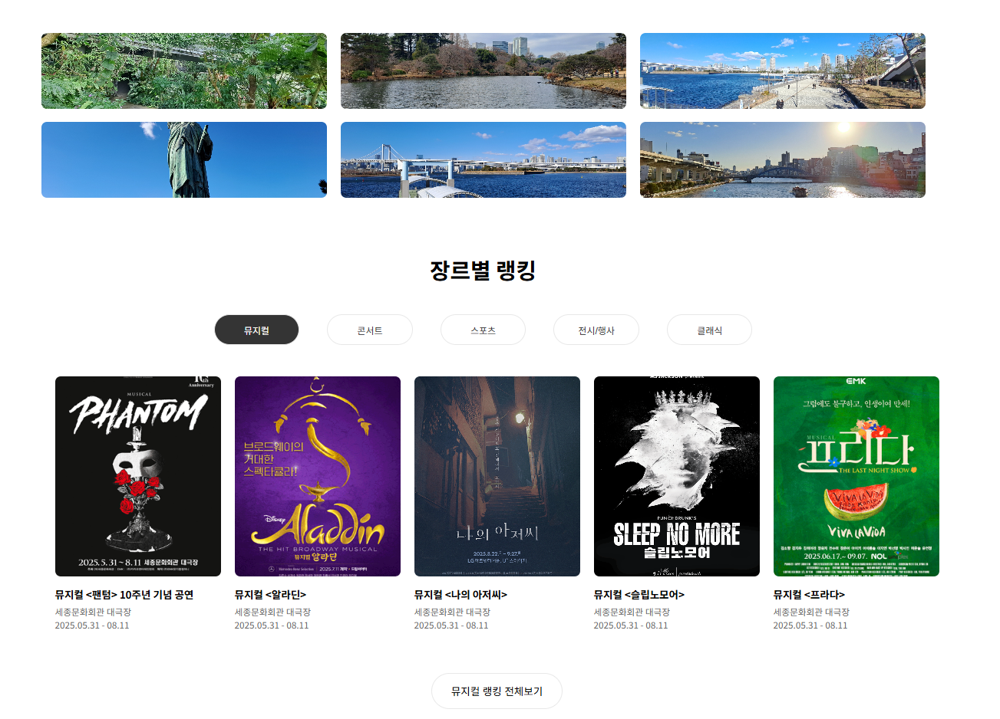 장르별 랭킹
뮤지컬
콘서트
스포츠
전시/행사
클래식
10th
Anniversary
MUSICAL
PHANTOM
2025.5.31 ~ 8.11 세종문화회관 대극장
브로드웨이의
거대한
스펙터클라!
Disney
Aladdin
THE HIT BROADWAY MUSICAL
뮤지컬 알라딘
나의 아저씨
2025.8.22.금 ~ 9.27.토
LG아트센터 서울, U+ 스테이지
PUNCHDRUNK'S
SLEEP NO MORE
슬립노모어
EMK
그럼에도 불구하고, 인생이여 만세!
MUSICAL
프리다
THE LAST NIGHT SHOW
VIVA LA VIDA
VIVA LA VIDA
2025.06.17~ 09.07. NOL
뮤지컬 <팬텀> 10주년 기념 공연
세종문화회관 대극장
2025.05.31 - 08.11
뮤지컬 <알라딘>
세종문화회관 대극장
2025.05.31 - 08.11
뮤지컬 <나의 아저씨>
세종문화회관 대극장
2025.05.31 - 08.11
뮤지컬 <슬립노모어>
세종문화회관 대극장
2025.05.31 - 08.11
뮤지컬 <프라다>
세종문화회관 대극장
2025.05.31 - 08.11
뮤지컬 랭킹 전체보기